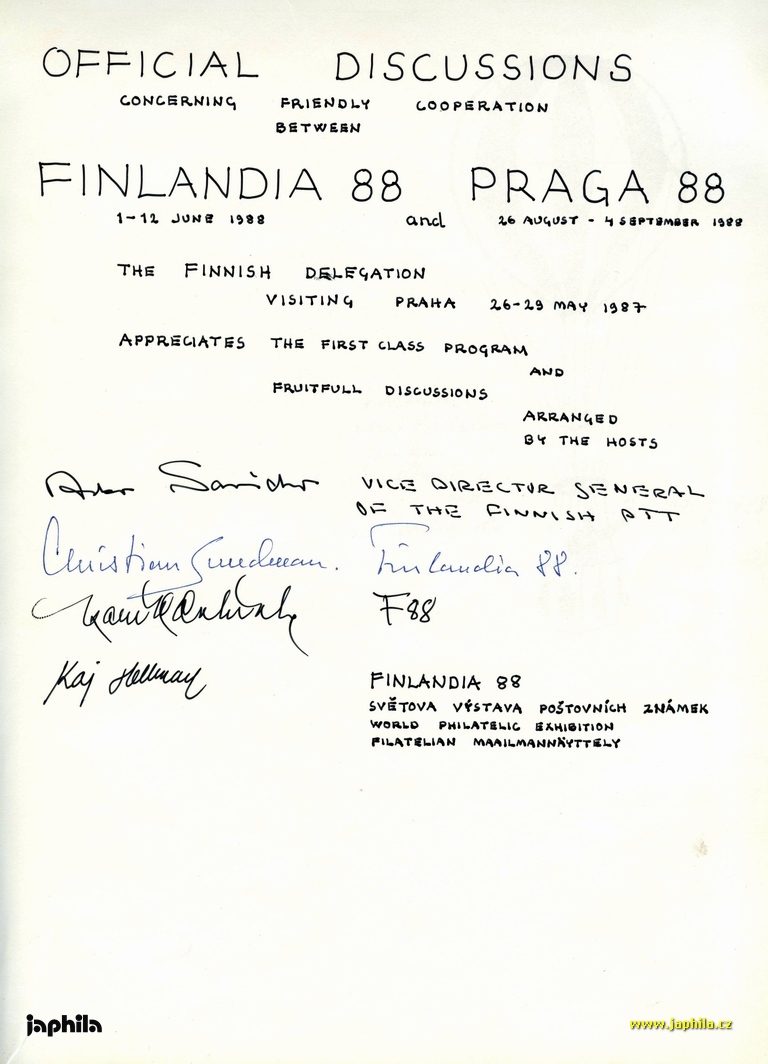 OFFICIAL DISCUSSIONS
CONCERNING FRIENDLY COOPERATION
BETWEEN
FINLANDIA 88 PRAGA 88
1-12 JUNE 1988 and 26 AUGUST - 4 SEPTEMBER 1988
THE FINNISH DELEGATION
VISITING PRAHA 26-29 MAY 1987
APPRECIATES THE FIRST CLASS PROGRAM
AND
FRUITFULL DISCUSSIONS
ARRANGED
BY THE HOSTS
VICE DIRECTOR GENERAL
OF THE FINNISH PTT
Christian Sundman. Finlandia 88.
F88
Kaj Hellman
FINLANDIA 88
SVĚTOVA VÝSTAVA POŠTOVNÍCH ZNÁMEK
WORLD PHILATELIC EXHIBITION
FILATELIAN MAAILMANNÄYTTELY
japhila
www.japhila.cz